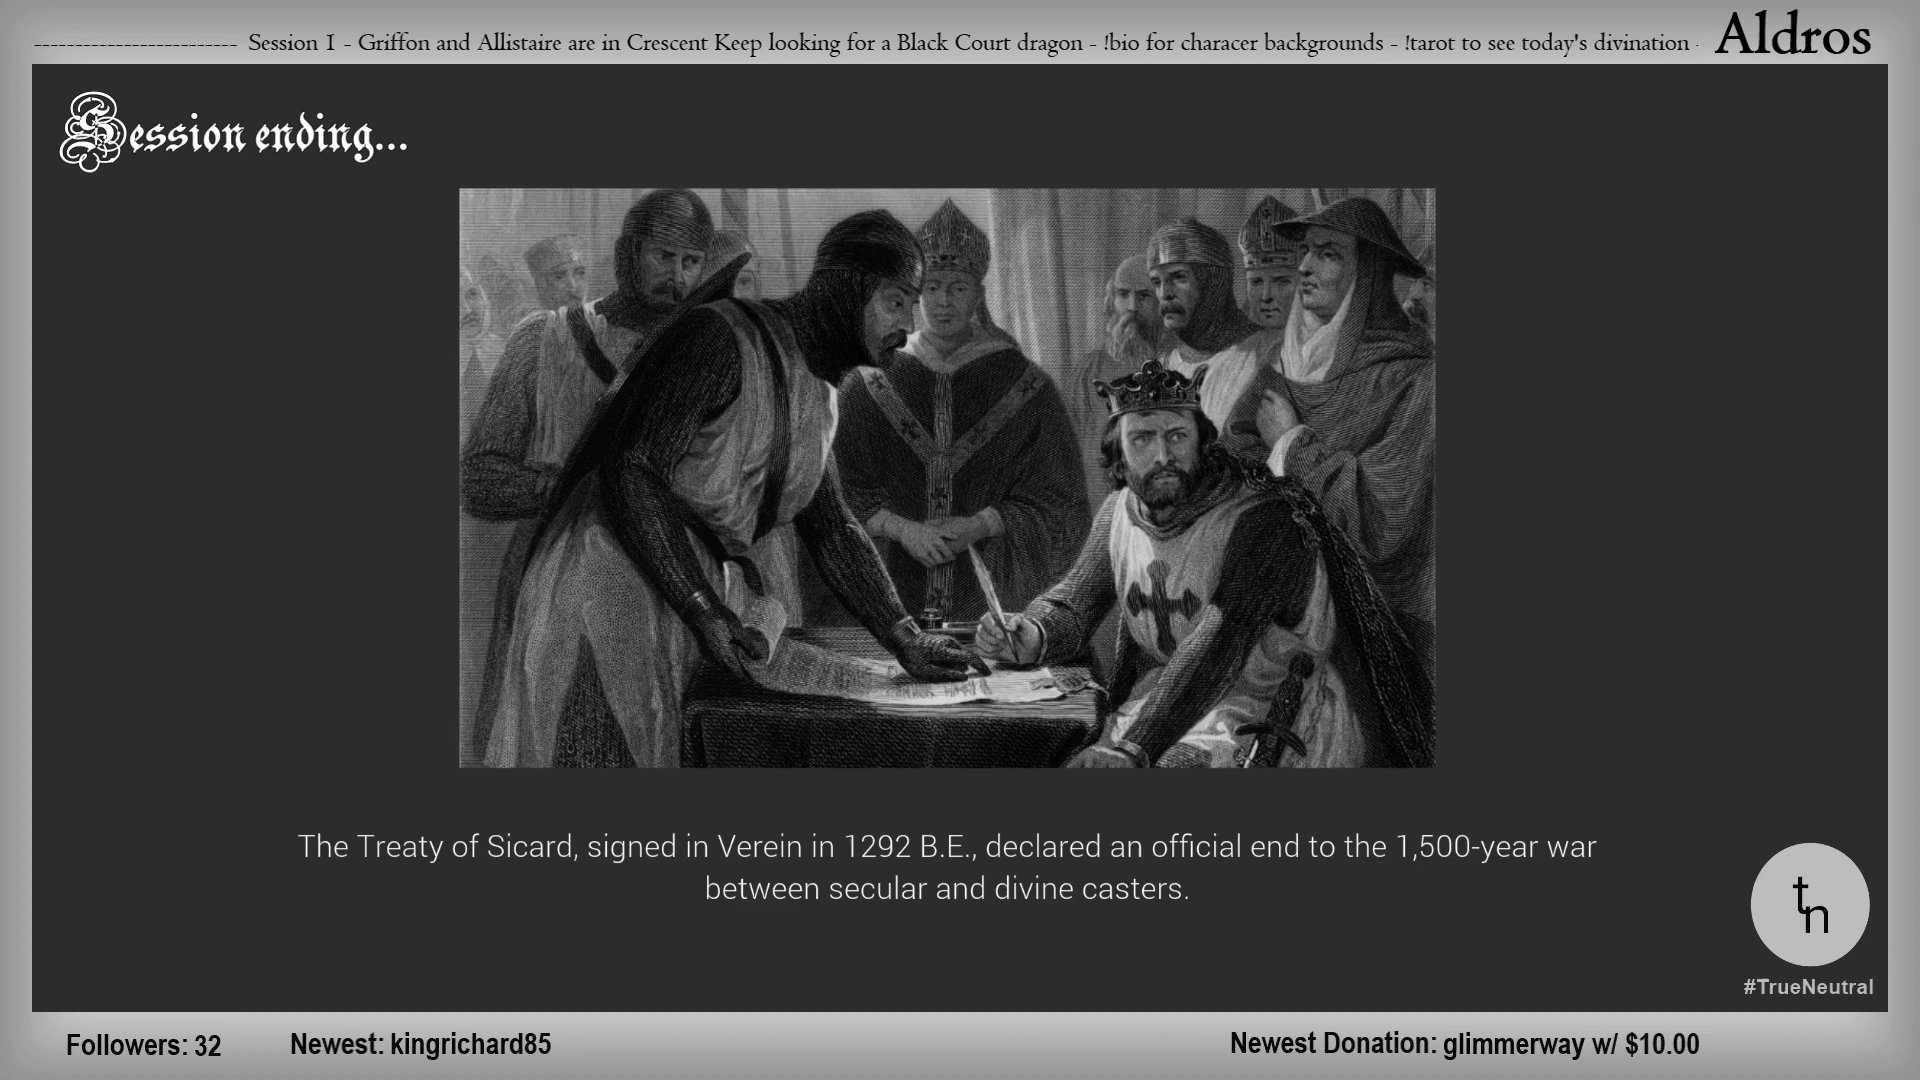 ------------------------- Session 1 - Griffon and Allistaire are in Crescent Keep looking for a Black Court dragon - !bio for characer backgrounds - !tarot to see today's divination -
Aldros
Session ending...
The Treaty of Sicard, signed in Verein in 1292 B.E., declared an official end to the 1,500-year war
between secular and divine casters.
tn
#TrueNeutral
Followers: 32
Newest: kingrichard85
Newest Donation: glimmerway w/ $10.00